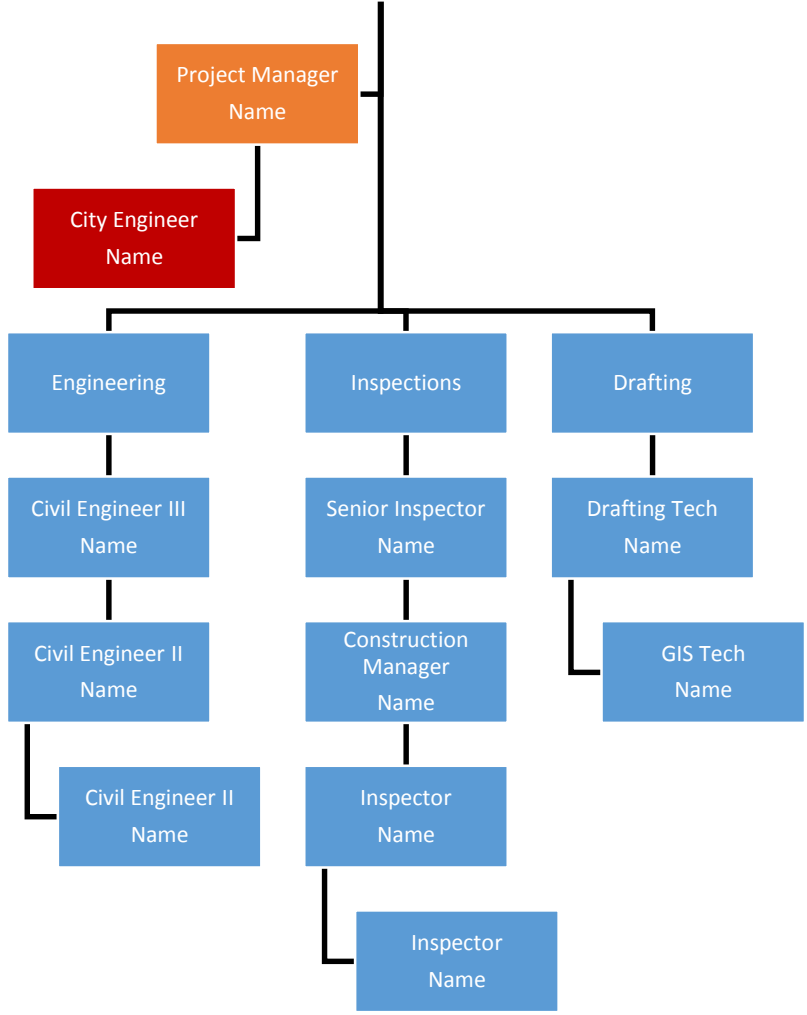 Project Manager
Name
City Engineer
Name
Engineering
Inspections
Drafting
Civil Engineer III
Name
Senior Inspector
Name
Drafting Tech
Name
Civil Engineer II
Name
Construction
Manager
Name
GIS Tech
Name
Civil Engineer II
Name
Inspector
Name
Inspector
Name